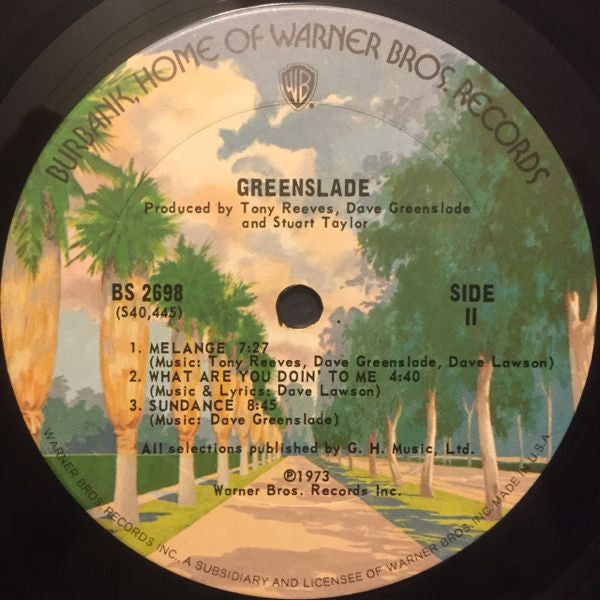 BURBANK, HOME OF WARNER BROS. RECORDS
WB
GREENSLADE
Produced by Tony Reeves, Dave Greenslade
and Stuart Taylor
BS 2698
(S40,445)
SIDE
II
1. MELANGE 7:27
(Music: Tony Reeves, Dave Greenslade, Dave Lawson)
2. WHAT ARE YOU DOIN' TO ME 4:40
(Music & Lyrics: Dave Lawson)
3. SUNDANCE 8:45
(Music: Dave Greenslade)
All selections published by G. H. Music, Ltd.
℗1973
Warner Bros. Records Inc.
WARNER BROS. RECORDS INC., A SUBSIDIARY AND LICENSEE OF WARNER BROS. INC. MADE IN U.S.A.